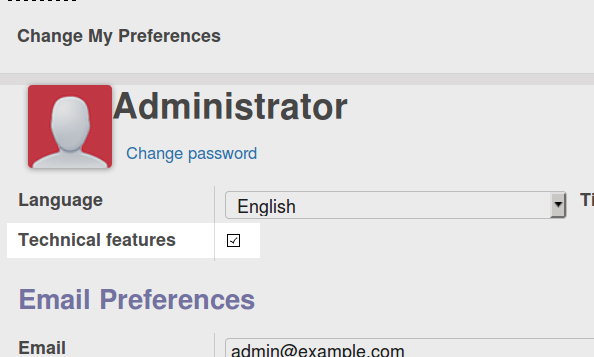 Change My Preferences
Administrator
Change password
Language English Ti
Technical features
Email Preferences
Email admin@example.com